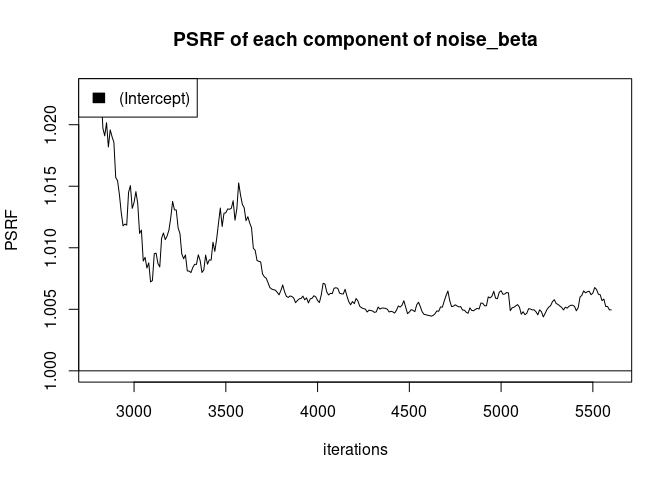 PSRF of each component of noise_beta
(Intercept)
PSRF
1.020
1.015
1.010
1.005
1.000
3000 3500 4000 4500 5000 5500
iterations